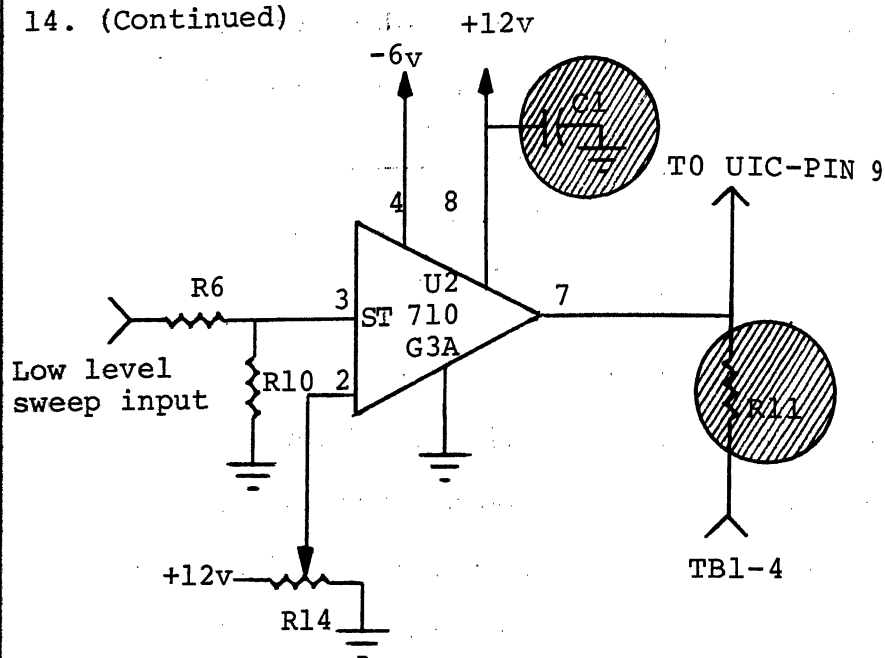 14. (Continued)
+12v
-6v
C1
TO UIC-PIN 9
4
8
R6
3
U2
7
ST 710
G3A
Low level
sweep input
R10
2
R11
+12v
R14
TB1-4